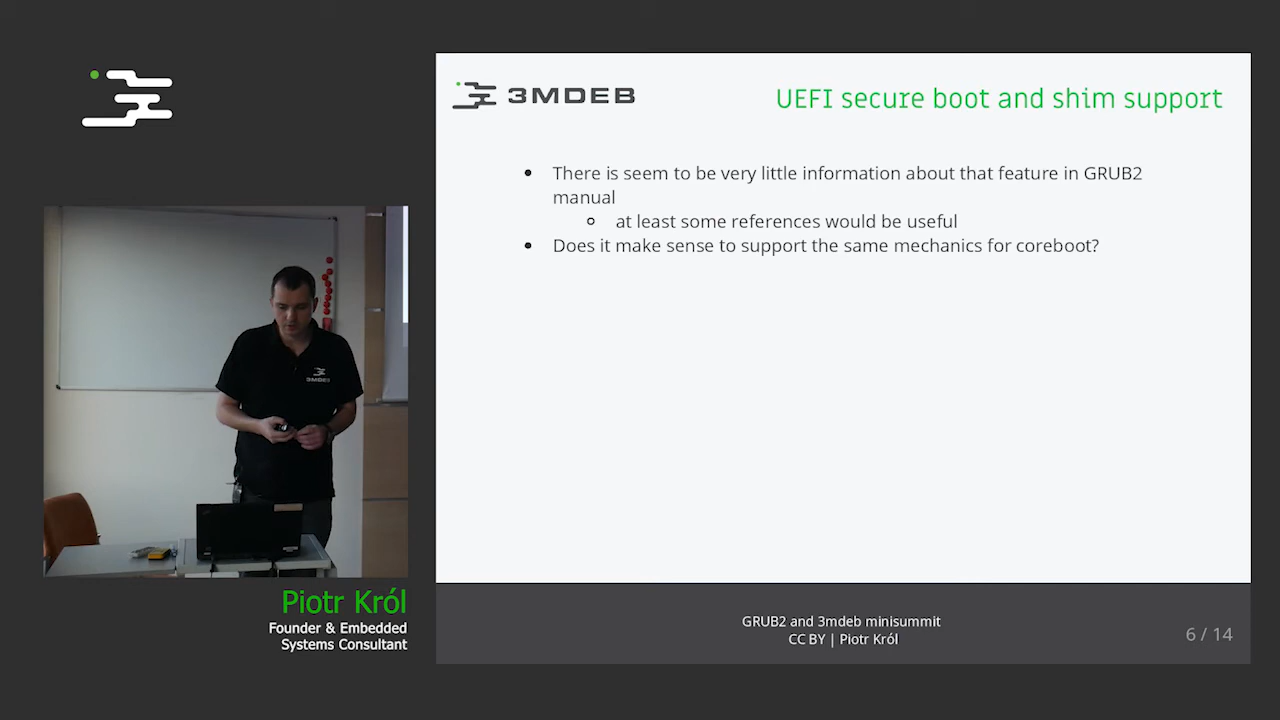 3MDEB
UEFI secure boot and shim support
There is seem to be very little information about that feature in GRUB2
manual
at least some references would be useful
Does it make sense to support the same mechanics for coreboot?
3MDEB
Piotr Król
Founder & Embedded
Systems Consultant
GRUB2 and 3mdeb minisummit
CC BY | Piotr Król
6 / 14